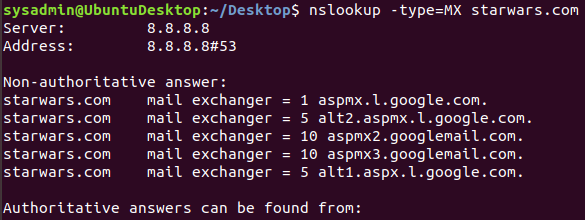 sysadmin@UbuntuDesktop:~/Desktop$ nslookup -type=MX starwars.com
Server:         8.8.8.8
Address:        8.8.8.8#53

Non-authoritative answer:
starwars.com    mail exchanger = 1 aspmx.l.google.com.
starwars.com    mail exchanger = 5 alt2.aspmx.l.google.com.
starwars.com    mail exchanger = 10 aspmx2.googlemail.com.
starwars.com    mail exchanger = 10 aspmx3.googlemail.com.
starwars.com    mail exchanger = 5 alt1.aspx.l.google.com.

Authoritative answers can be found from: